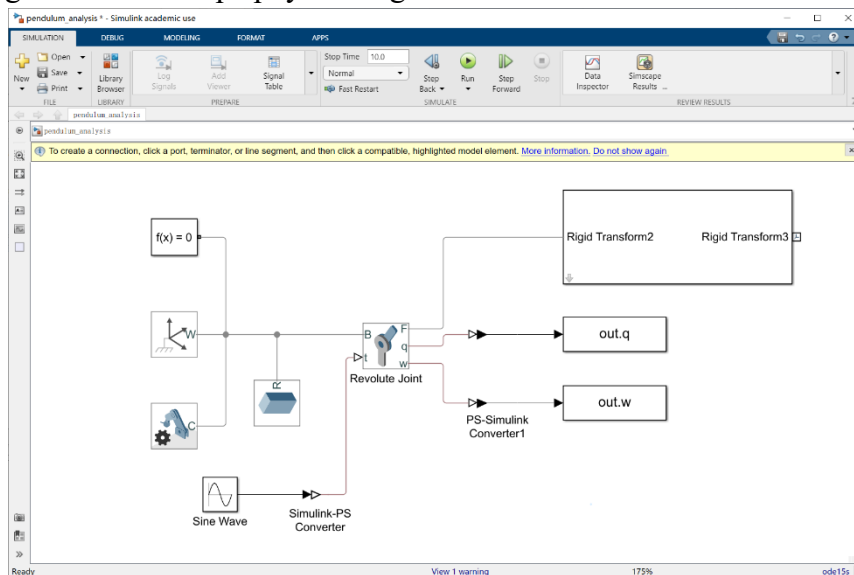 pendulum_analysis * - Simulink academic use
SIMULATION DEBUG MODELING FORMAT APPS
New
Open
Save
Print
FILE
Library
Browser
LIBRARY
Log
Signals
Add
Viewer
Signal
Table
PREPARE
Stop Time 10.0
Normal
Fast Restart
Step
Back
Run
Step
Forward
Stop
SIMULATE
Data
Inspector
Simscape
Results ...
REVIEW RESULTS
pendulum_analysis
pendulum_analysis
To create a connection, click a port, terminator, or line segment, and then click a compatible, highlighted model element. More information. Do not show again
f(x) = 0
Rigid Transform2 Rigid Transform3
W
C
R
B
F
q
t
w
Revolute Joint
out.q
out.w
PS-Simulink
Converter1
Sine Wave
Simulink-PS
Converter
Ready View 1 warning 175% ode15s